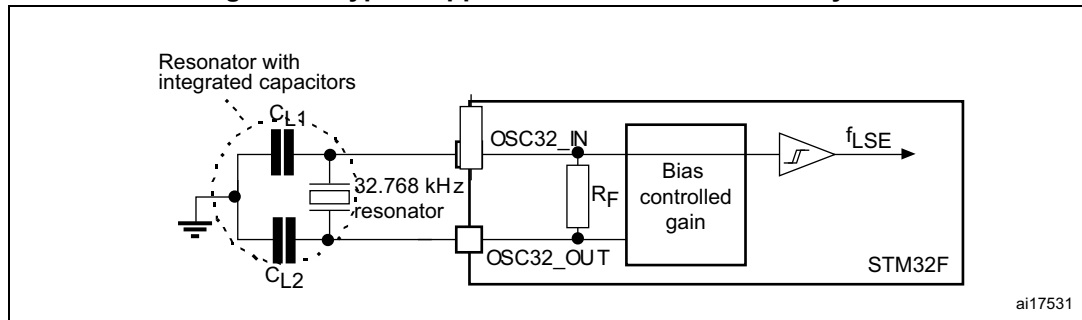 Resonator with
integrated capacitors
CL1
OSC32_IN
fLSE
32.768 kHz
resonator
RF
Bias
controlled
gain
OSC32_OUT
STM32F
CL2
ai17531